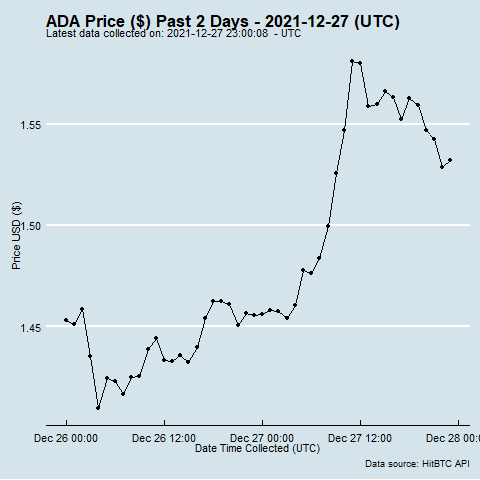 ADA Price ($) Past 2 Days - 2021-12-27 (UTC)
Latest data collected on: 2021-12-27 23:00:08 - UTC
1.55
1.50
1.45
Price USD ($)
Dec 26 00:00 Dec 26 12:00 Dec 27 00:00 Dec 27 12:00 Dec 28 00:00
Date Time Collected (UTC)
Data source: HitBTC API